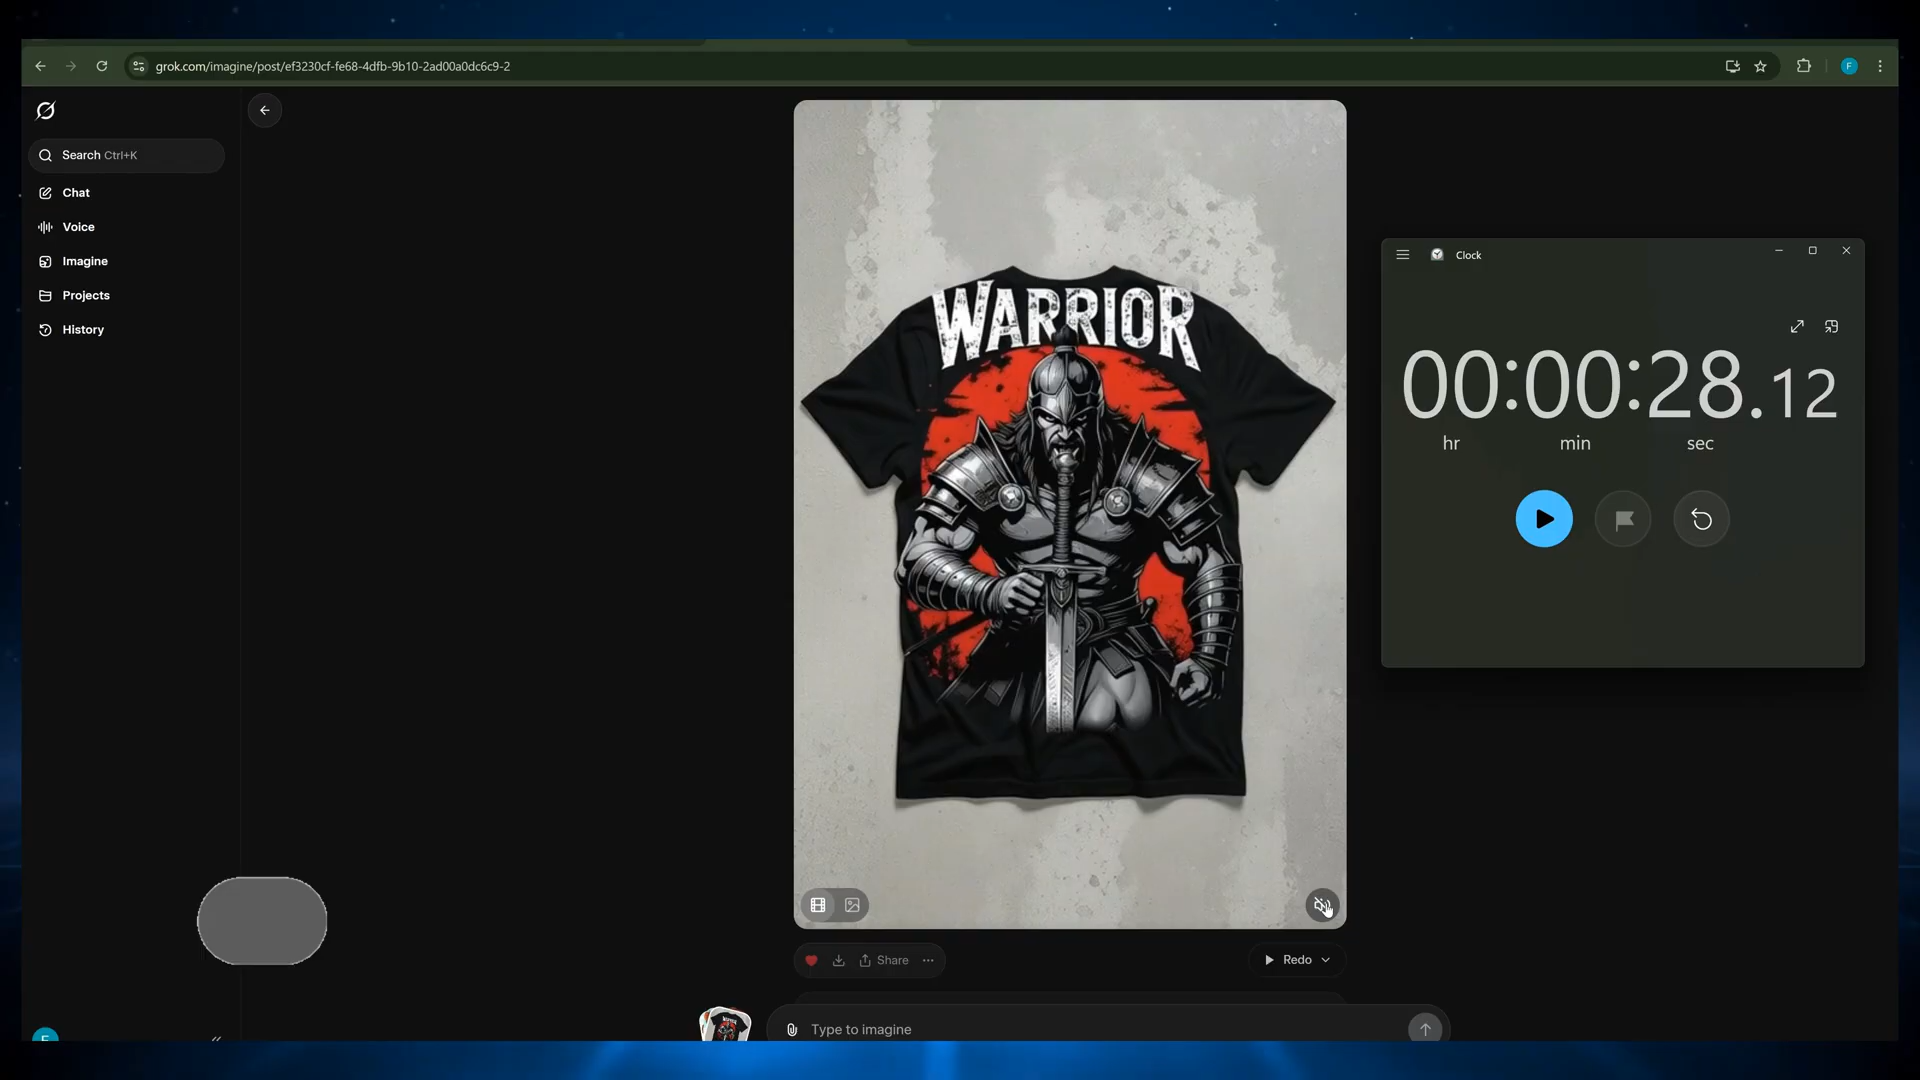 grok.com/imagine/post/ef3230cf-fe68-4dfb-9b10-2ad00a0dc6c9-2
F
Search Ctrl+K
Chat
Voice
Imagine
Projects
History
WARRIOR
Clock
00:00:28.12
hr min sec
Share
Redo
Type to imagine